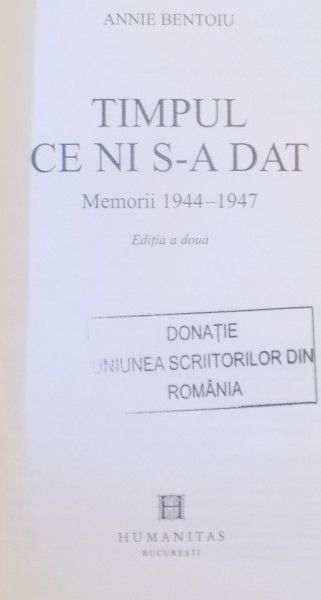 ANNIE BENTOIU
TIMPUL
CE NI S-A DAT
Memorii 1944–1947
Ediția a doua
DONAȚIE
UNIUNEA SCRIITORILOR DIN
ROMÂNIA
H
HUMANITAS
BUCUREȘTI